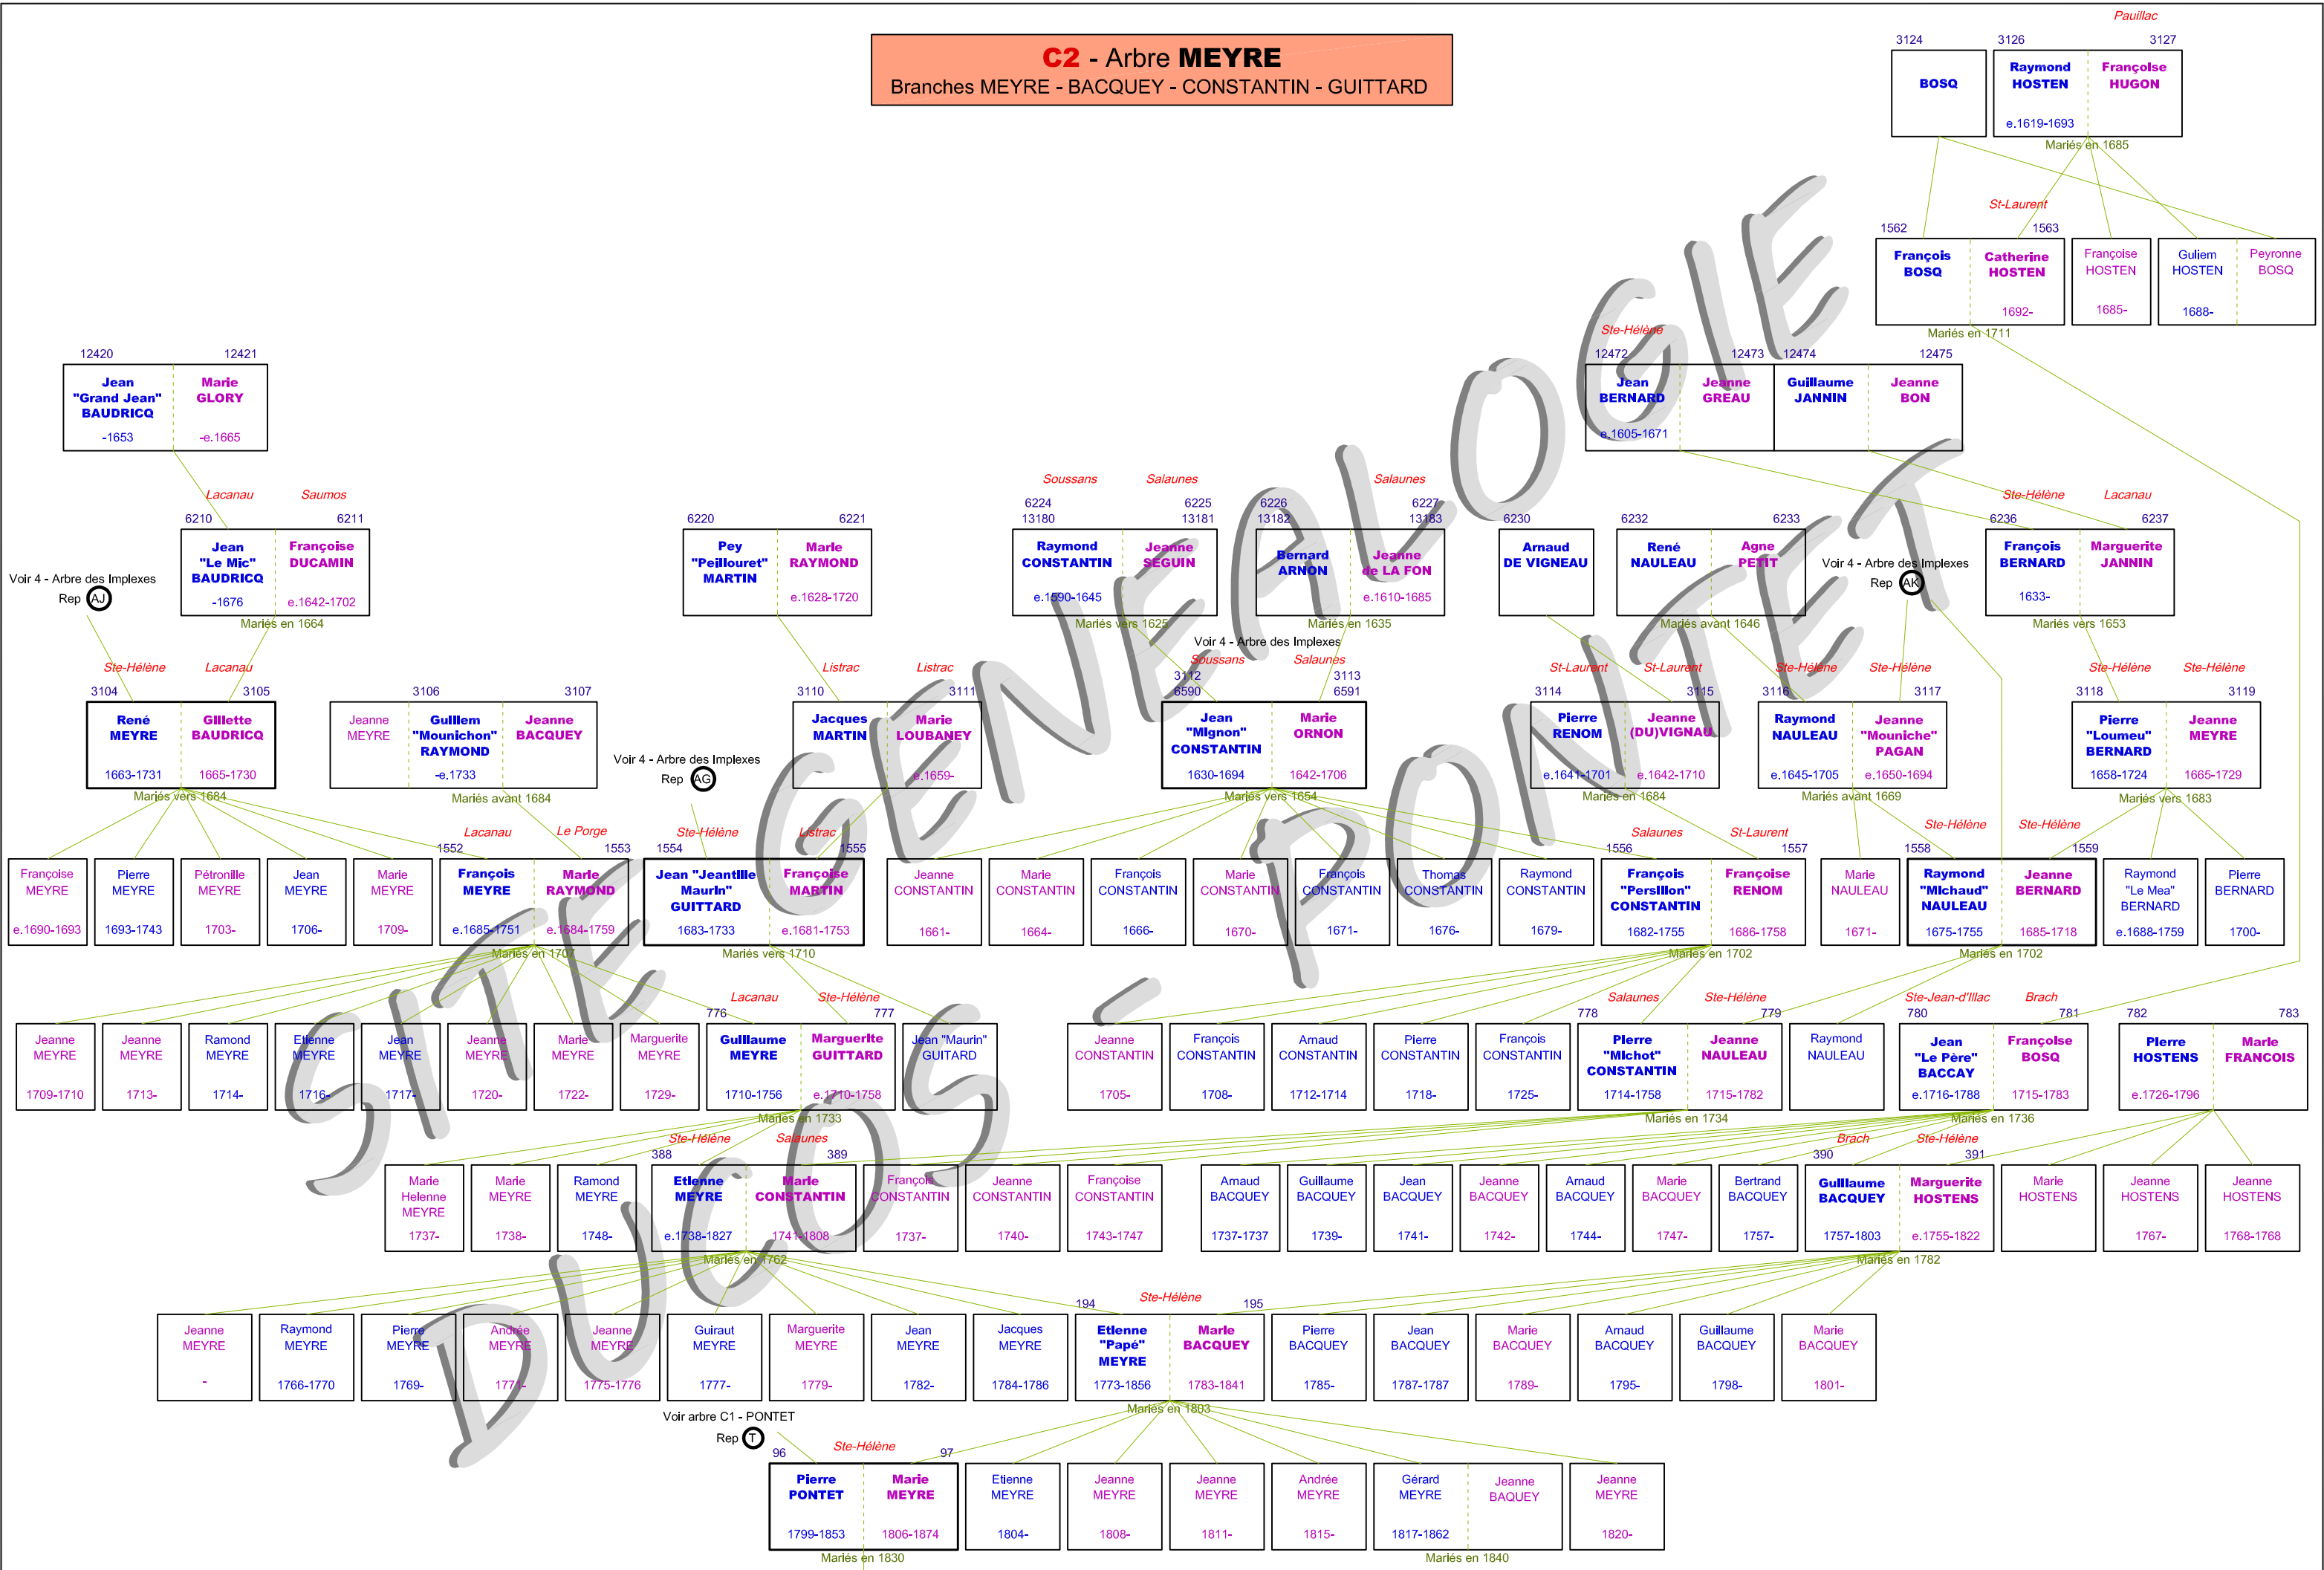 C2 - Arbre MEYRE
Branches MEYRE - BACQUEY - CONSTANTIN - GUITTARD
Pauillac
3124
3126 3127
BOSQ
Raymond HOSTEN e.1619-1693
Françoise HUGON
Mariés en 1685
St-Laurent
1562 1563
François BOSQ
Catherine HOSTEN 1692-
Mariés en 1711
Françoise HOSTEN 1685-
Guliem HOSTEN 1688-
Peyronne BOSQ
12420 12421
Jean "Grand Jean" BAUDRICQ -1653
Marie GLORY -e.1665
Ste-Hélène
12472 12473 12474 12475
Jean BERNARD e.1605-1671
Jeanne GREAU
Guillaume JANNIN
Jeanne BON
Lacanau Saumos
6210 6211
Jean "Le Mic" BAUDRICQ -1676
Françoise DUCAMIN e.1642-1702
Mariés en 1664
6220 6221
Pey "Peillouret" MARTIN
Marie RAYMOND e.1628-1720
Soussans Salaunes
6224 6225
13180 13181
Raymond CONSTANTIN e.1590-1645
Jeanne SEGUIN
Mariés vers 1625
Salaunes
6226 6227
13182 13183
Bernard ARNON
Jeanne de LA FON e.1610-1685
Mariés en 1635
6230
Arnaud DE VIGNEAU
6232 6233
René NAULEAU
Agne PETIT
Mariés avant 1646
Ste-Hélène Lacanau
6236 6237
François BERNARD 1633-
Marguerite JANNIN
Mariés vers 1653
Voir 4 - Arbre des Implexes
Rep AJ
Voir 4 - Arbre des Implexes
Rep AK
Voir 4 - Arbre des Implexes
Ste-Hélène Lacanau
3104 3105
René MEYRE 1663-1731
Gillette BAUDRICQ 1665-1730
Mariés vers 1684
3106 3107
Jeanne MEYRE
Guillem "Mounichon" RAYMOND -e.1733
Jeanne BACQUEY
Mariés avant 1684
Voir 4 - Arbre des Implexes
Rep AG
Listrac Listrac
3110 3111
Jacques MARTIN
Marie LOUBANEY e.1659-
Soussans Salaunes
3112 3113
6590 6591
Jean "Mignon" CONSTANTIN 1630-1694
Marie ORNON 1642-1706
Mariés vers 1654
St-Laurent St-Laurent
3114 3115
Pierre RENOM e.1641-1701
Jeanne (DU)VIGNAU e.1642-1710
Mariés en 1684
Ste-Hélène Ste-Hélène
3116 3117
Raymond NAULEAU e.1645-1705
Jeanne "Mouniche" PAGAN e.1650-1694
Mariés avant 1669
Ste-Hélène Ste-Hélène
3118 3119
Pierre "Loumeu" BERNARD 1658-1724
Jeanne MEYRE 1665-1729
Mariés vers 1683
Françoise MEYRE e.1690-1693
Pierre MEYRE 1693-1743
Pétronille MEYRE 1703-
Jean MEYRE 1706-
Marie MEYRE 1709-
Lacanau Le Porge
1552 1553
François MEYRE e.1685-1751
Marie RAYMOND e.1684-1759
Mariés en 1707
Ste-Hélène Listrac
1554 1555
Jean "Jeantille Maurin" GUITTARD 1683-1733
Françoise MARTIN e.1681-1753
Mariés vers 1710
Jeanne CONSTANTIN 1661-
Marie CONSTANTIN 1664-
François CONSTANTIN 1666-
Marie CONSTANTIN 1670-
François CONSTANTIN 1671-
Thomas CONSTANTIN 1676-
Raymond CONSTANTIN 1679-
Salaunes St-Laurent
1556 1557
François "Persillon" CONSTANTIN 1682-1755
Françoise RENOM 1686-1758
Mariés en 1702
Marie NAULEAU 1671-
Ste-Hélène Ste-Hélène
1558 1559
Raymond "Michaud" NAULEAU 1675-1755
Jeanne BERNARD 1685-1718
Mariés en 1702
Raymond "Le Mea" BERNARD e.1688-1759
Pierre BERNARD 1700-
Jeanne MEYRE 1709-1710
Jeanne MEYRE 1713-
Ramond MEYRE 1714-
Etienne MEYRE 1716-
Jean MEYRE 1717-
Jeanne MEYRE 1720-
Marie MEYRE 1722-
Marguerite MEYRE 1729-
Lacanau Ste-Hélène
776 777
Guillaume MEYRE 1710-1756
Marguerite GUITTARD e.1710-1758
Mariés en 1733
Jean "Maurin" GUITARD
Jeanne CONSTANTIN 1705-
François CONSTANTIN 1708-
Arnaud CONSTANTIN 1712-1714
Pierre CONSTANTIN 1718-
François CONSTANTIN 1725-
Salaunes Ste-Hélène
778 779
Pierre "Michot" CONSTANTIN 1714-1758
Jeanne NAULEAU 1715-1782
Mariés en 1734
Raymond NAULEAU
Ste-Jean-d'Illac Brach
780 781
Jean "Le Père" BACCAY e.1716-1788
Françoise BOSQ 1715-1783
Mariés en 1736
782 783
Pierre HOSTENS e.1726-1796
Marie FRANCOIS
Marie Helenne MEYRE 1737-
Marie MEYRE 1738-
Ramond MEYRE 1748-
Ste-Hélène Salaunes
388 389
Etienne MEYRE e.1738-1827
Marie CONSTANTIN 1741-1808
Mariés en 1762
François CONSTANTIN 1737-
Jeanne CONSTANTIN 1740-
Françoise CONSTANTIN 1743-1747
Arnaud BACQUEY 1737-1737
Guillaume BACQUEY 1739-
Jean BACQUEY 1741-
Jeanne BACQUEY 1742-
Arnaud BACQUEY 1744-
Marie BACQUEY 1747-
Bertrand BACQUEY 1757-
Brach Ste-Hélène
390 391
Guillaume BACQUEY 1757-1803
Marguerite HOSTENS e.1755-1822
Mariés en 1782
Marie HOSTENS
Jeanne HOSTENS 1767-
Jeanne HOSTENS 1768-1768
Jeanne MEYRE -
Raymond MEYRE 1766-1770
Pierre MEYRE 1769-
Andrée MEYRE 1771-
Jeanne MEYRE 1775-1776
Guiraut MEYRE 1777-
Marguerite MEYRE 1779-
Jean MEYRE 1782-
Jacques MEYRE 1784-1786
Ste-Hélène
194 195
Etienne "Papé" MEYRE 1773-1856
Marie BACQUEY 1783-1841
Mariés en 1803
Pierre BACQUEY 1785-
Jean BACQUEY 1787-1787
Marie BACQUEY 1789-
Arnaud BACQUEY 1795-
Guillaume BACQUEY 1798-
Marie BACQUEY 1801-
Voir arbre C1 - PONTET
Rep T
Ste-Hélène
96 97
Pierre PONTET 1799-1853
Marie MEYRE 1806-1874
Mariés en 1830
Etienne MEYRE 1804-
Jeanne MEYRE 1808-
Jeanne MEYRE 1811-
Andrée MEYRE 1815-
Gérard MEYRE 1817-1862
Jeanne BAQUEY
Mariés en 1840
Jeanne MEYRE 1820-
SITE GENEALOGIE
DUCOS - PONTET